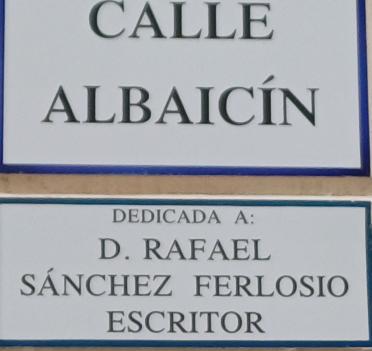 CALLE
ALBAICÍN
DEDICADA A:
D. RAFAEL
SÁNCHEZ FERLOSIO
ESCRITOR